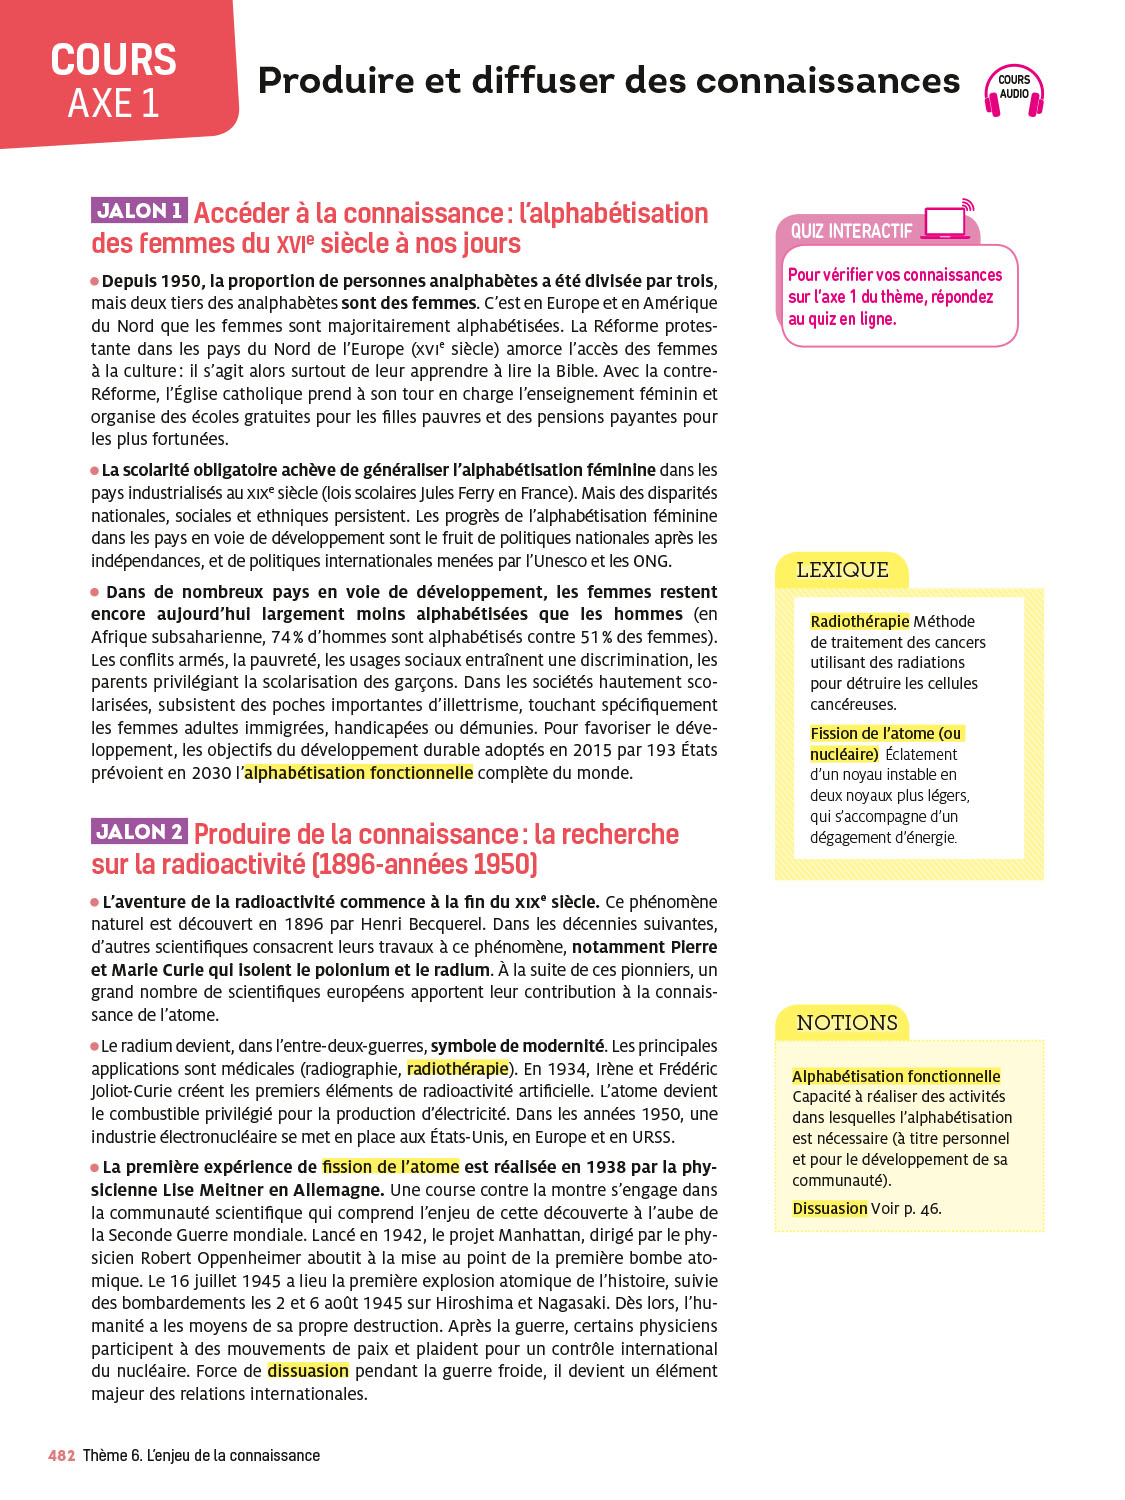 COURS
AXE 1
Produire et diffuser des connaissances
COURS
AUDIO
JALON 1 Accéder à la connaissance : l’alphabétisation
des femmes du XVIe siècle à nos jours
• Depuis 1950, la proportion de personnes analphabètes a été divisée par trois,
mais deux tiers des analphabètes sont des femmes. C’est en Europe et en Amérique
du Nord que les femmes sont majoritairement alphabétisées. La Réforme protes-
tante dans les pays du Nord de l’Europe (XVIe siècle) amorce l’accès des femmes
à la culture : il s’agit alors surtout de leur apprendre à lire la Bible. Avec la contre-
Réforme, l’Église catholique prend à son tour en charge l’enseignement féminin et
organise des écoles gratuites pour les filles pauvres et des pensions payantes pour
les plus fortunées.
• La scolarité obligatoire achève de généraliser l’alphabétisation féminine dans les
pays industrialisés au XIXe siècle (lois scolaires Jules Ferry en France). Mais des disparités
nationales, sociales et ethniques persistent. Les progrès de l’alphabétisation féminine
dans les pays en voie de développement sont le fruit de politiques nationales après les
indépendances, et de politiques internationales menées par l’Unesco et les ONG.
• Dans de nombreux pays en voie de développement, les femmes restent
encore aujourd’hui largement moins alphabétisées que les hommes (en
Afrique subsaharienne, 74 % d’hommes sont alphabétisés contre 51 % des femmes).
Les conflits armés, la pauvreté, les usages sociaux entraînent une discrimination, les
parents privilégiant la scolarisation des garçons. Dans les sociétés hautement sco-
larisées, subsistent des poches importantes d’illettrisme, touchant spécifiquement
les femmes adultes immigrées, handicapées ou démunies. Pour favoriser le déve-
loppement, les objectifs du développement durable adoptés en 2015 par 193 États
prévoient en 2030 l’alphabétisation fonctionnelle complète du monde.
JALON 2 Produire de la connaissance : la recherche
sur la radioactivité (1896-années 1950)
• L’aventure de la radioactivité commence à la fin du XIXe siècle. Ce phénomène
naturel est découvert en 1896 par Henri Becquerel. Dans les décennies suivantes,
d’autres scientifiques consacrent leurs travaux à ce phénomène, notamment Pierre
et Marie Curie qui isolent le polonium et le radium. À la suite de ces pionniers, un
grand nombre de scientifiques européens apportent leur contribution à la connais-
sance de l’atome.
• Le radium devient, dans l’entre-deux-guerres, symbole de modernité. Les principales
applications sont médicales (radiographie, radiothérapie). En 1934, Irène et Frédéric
Joliot-Curie créent les premiers éléments de radioactivité artificielle. L’atome devient
le combustible privilégié pour la production d’électricité. Dans les années 1950, une
industrie électronucléaire se met en place aux États-Unis, en Europe et en URSS.
• La première expérience de fission de l’atome est réalisée en 1938 par la phy-
sicienne Lise Meitner en Allemagne. Une course contre la montre s’engage dans
la communauté scientifique qui comprend l’enjeu de cette découverte à l’aube de
la Seconde Guerre mondiale. Lancé en 1942, le projet Manhattan, dirigé par le phy-
sicien Robert Oppenheimer aboutit à la mise au point de la première bombe ato-
mique. Le 16 juillet 1945 a lieu la première explosion atomique de l’histoire, suivie
des bombardements les 2 et 6 août 1945 sur Hiroshima et Nagasaki. Dès lors, l’hu-
manité a les moyens de sa propre destruction. Après la guerre, certains physiciens
participent à des mouvements de paix et plaident pour un contrôle international
du nucléaire. Force de dissuasion pendant la guerre froide, il devient un élément
majeur des relations internationales.
QUIZ INTERACTIF
Pour vérifier vos connaissances
sur l’axe 1 du thème, répondez
au quiz en ligne.
LEXIQUE
Radiothérapie Méthode
de traitement des cancers
utilisant des radiations
pour détruire les cellules
cancéreuses.
Fission de l’atome (ou
nucléaire) Éclatement
d’un noyau instable en
deux noyaux plus légers,
qui s’accompagne d’un
dégagement d’énergie.
NOTIONS
Alphabétisation fonctionnelle
Capacité à réaliser des activités
dans lesquelles l’alphabétisation
est nécessaire (à titre personnel
et pour le développement de sa
communauté).
Dissuasion Voir p. 46.
482 Thème 6. L’enjeu de la connaissance